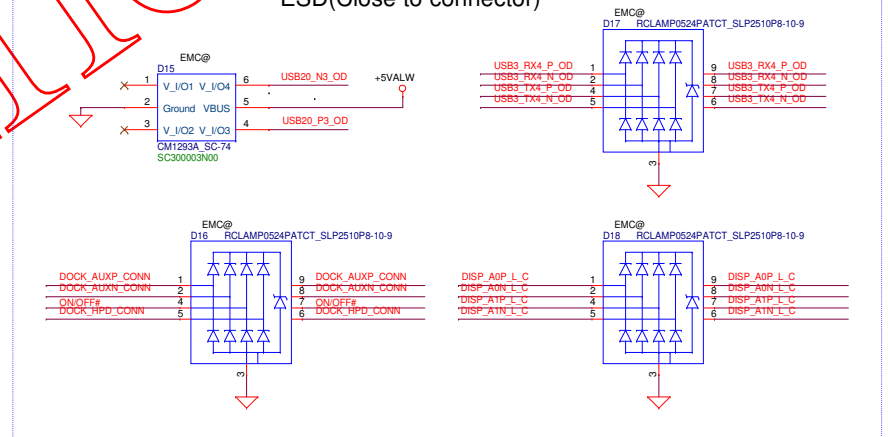 ESD(Close to connector)
EMC@
D15
1 V_I/O1 V_I/O4 6 USB20_N3_OD
2 Ground VBUS 5 +5VALW
3 V_I/O2 V_I/O3 4 USB20_P3_OD
CM1293A_SC-74
SC300003N00
EMC@
D17 RCLAMP0524PATCT_SLP2510P8-10-9
USB3_RX4_P_OD 1 9 USB3_RX4_P_OD
USB3_RX4_N_OD 2 8 USB3_RX4_N_OD
USB3_TX4_P_OD 4 7 USB3_TX4_P_OD
USB3_TX4_N_OD 5 6 USB3_TX4_N_OD
3
EMC@
D16 RCLAMP0524PATCT_SLP2510P8-10-9
DOCK_AUXP_CONN 1 9 DOCK_AUXP_CONN
DOCK_AUXN_CONN 2 8 DOCK_AUXN_CONN
ON/OFF# 4 7 ON/OFF#
DOCK_HPD_CONN 5 6 DOCK_HPD_CONN
3
EMC@
D18 RCLAMP0524PATCT_SLP2510P8-10-9
DISP_A0P_L_C 1 9 DISP_A0P_L_C
DISP_A0N_L_C 2 8 DISP_A0N_L_C
DISP_A1P_L_C 4 7 DISP_A1P_L_C
DISP_A1N_L_C 5 6 DISP_A1N_L_C
3